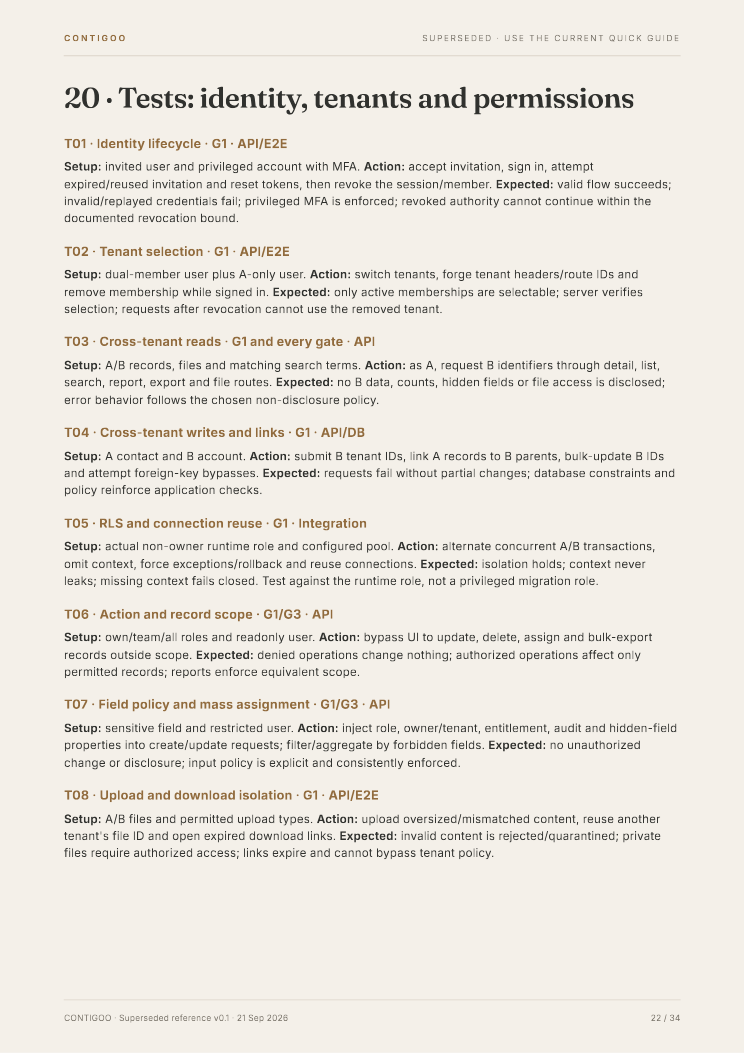 CONTIGOO
SUPERSEDED · USE THE CURRENT QUICK GUIDE
20 · Tests: identity, tenants and permissions
T01 · Identity lifecycle · G1 · API/E2E
Setup: invited user and privileged account with MFA. Action: accept invitation, sign in, attempt
expired/reused invitation and reset tokens, then revoke the session/member. Expected: valid flow succeeds;
invalid/replayed credentials fail; privileged MFA is enforced; revoked authority cannot continue within the
documented revocation bound.
T02 · Tenant selection · G1 · API/E2E
Setup: dual-member user plus A-only user. Action: switch tenants, forge tenant headers/route IDs and
remove membership while signed in. Expected: only active memberships are selectable; server verifies
selection; requests after revocation cannot use the removed tenant.
T03 · Cross-tenant reads · G1 and every gate · API
Setup: A/B records, files and matching search terms. Action: as A, request B identifiers through detail, list,
search, report, export and file routes. Expected: no B data, counts, hidden fields or file access is disclosed;
error behavior follows the chosen non-disclosure policy.
T04 · Cross-tenant writes and links · G1 · API/DB
Setup: A contact and B account. Action: submit B tenant IDs, link A records to B parents, bulk-update B IDs
and attempt foreign-key bypasses. Expected: requests fail without partial changes; database constraints and
policy reinforce application checks.
T05 · RLS and connection reuse · G1 · Integration
Setup: actual non-owner runtime role and configured pool. Action: alternate concurrent A/B transactions,
omit context, force exceptions/rollback and reuse connections. Expected: isolation holds; context never
leaks; missing context fails closed. Test against the runtime role, not a privileged migration role.
T06 · Action and record scope · G1/G3 · API
Setup: own/team/all roles and readonly user. Action: bypass UI to update, delete, assign and bulk-export
records outside scope. Expected: denied operations change nothing; authorized operations affect only
permitted records; reports enforce equivalent scope.
T07 · Field policy and mass assignment · G1/G3 · API
Setup: sensitive field and restricted user. Action: inject role, owner/tenant, entitlement, audit and hidden-field
properties into create/update requests; filter/aggregate by forbidden fields. Expected: no unauthorized
change or disclosure; input policy is explicit and consistently enforced.
T08 · Upload and download isolation · G1 · API/E2E
Setup: A/B files and permitted upload types. Action: upload oversized/mismatched content, reuse another
tenant's file ID and open expired download links. Expected: invalid content is rejected/quarantined; private
files require authorized access; links expire and cannot bypass tenant policy.
CONTIGOO · Superseded reference v0.1 · 21 Sep 2026
22 / 34